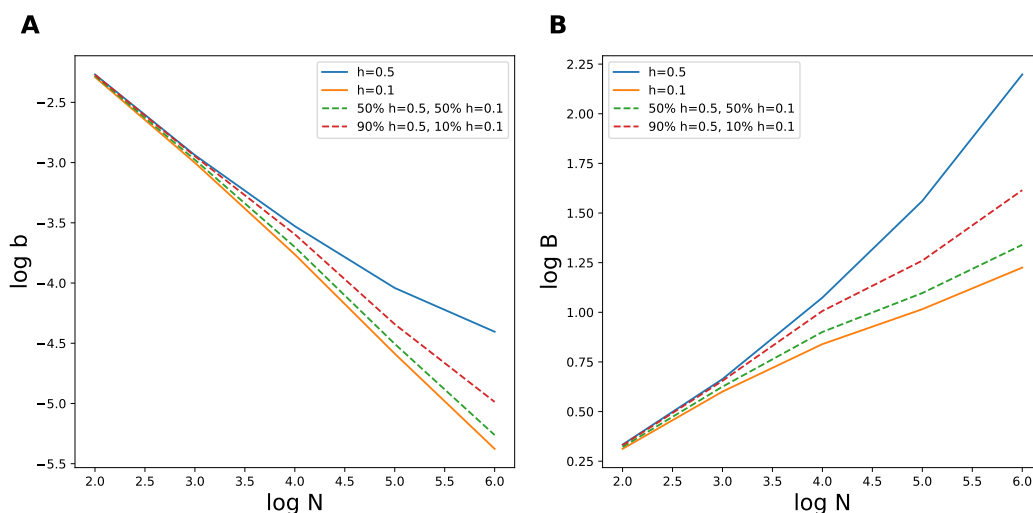 A
B
h=0.5
h=0.1
50% h=0.5, 50% h=0.1
90% h=0.5, 10% h=0.1
log b
−2.5
−3.0
−3.5
−4.0
−4.5
−5.0
−5.5
2.0 2.5 3.0 3.5 4.0 4.5 5.0 5.5 6.0
log N
h=0.5
h=0.1
50% h=0.5, 50% h=0.1
90% h=0.5, 10% h=0.1
log B
2.25
2.00
1.75
1.50
1.25
1.00
0.75
0.50
0.25
2.0 2.5 3.0 3.5 4.0 4.5 5.0 5.5 6.0
log N